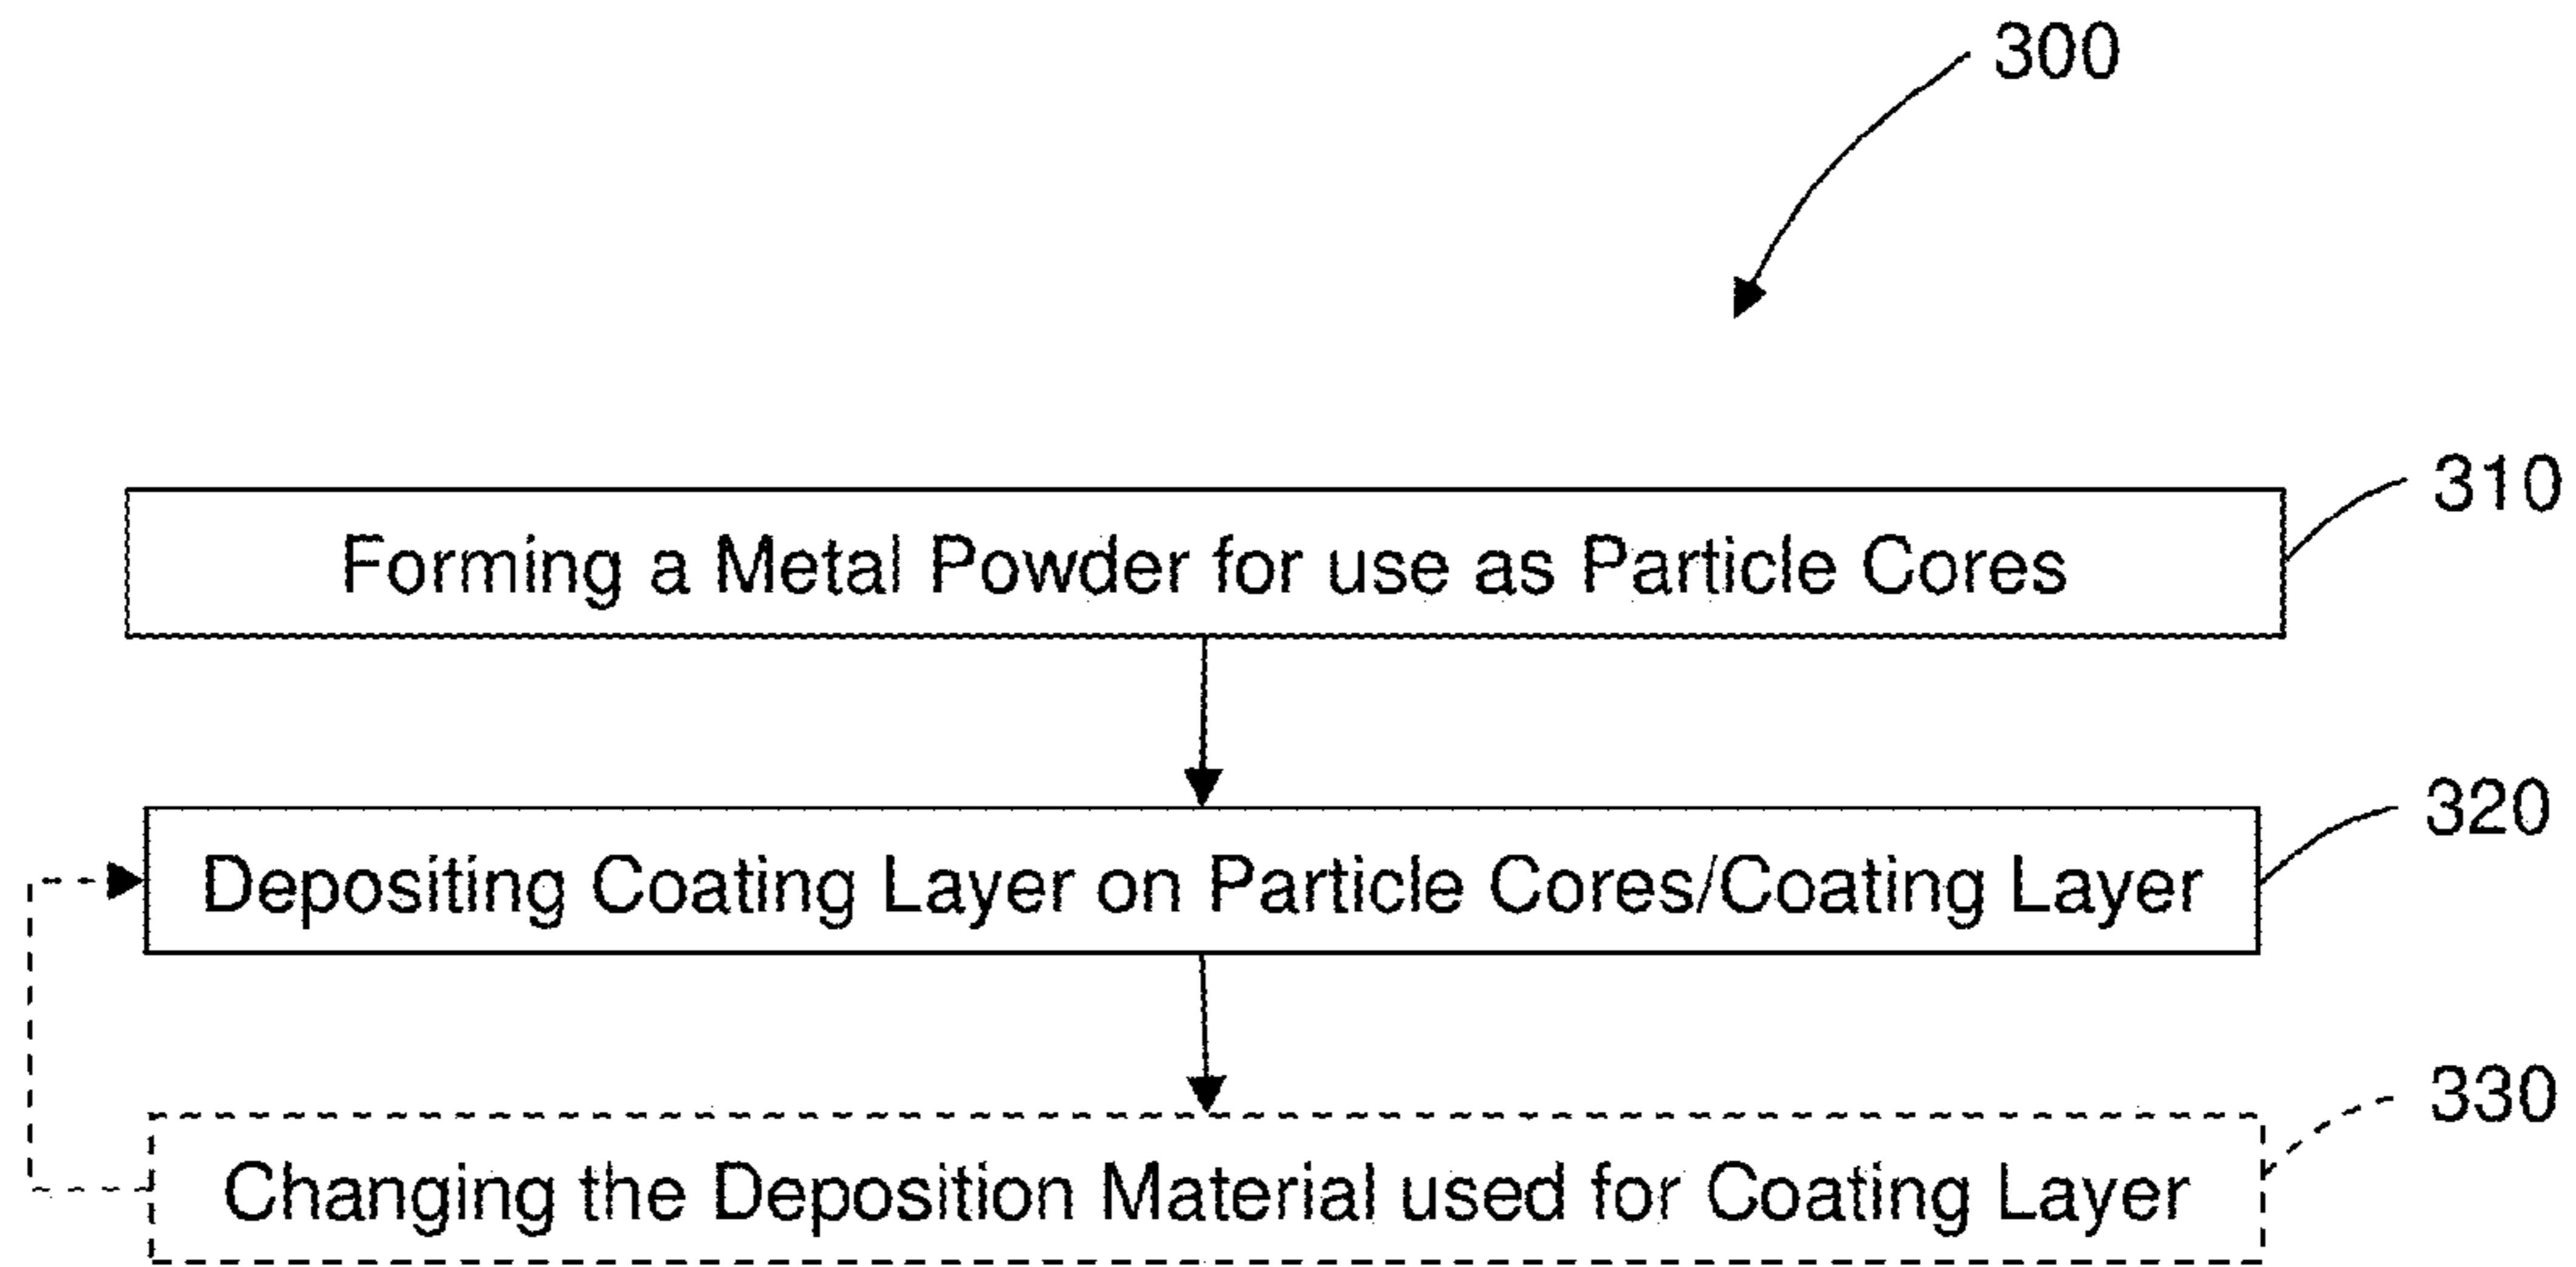 300
Forming a Metal Powder for use as Particle Cores
310
Depositing Coating Layer on Particle Cores/Coating Layer
320
Changing the Deposition Material used for Coating Layer
330